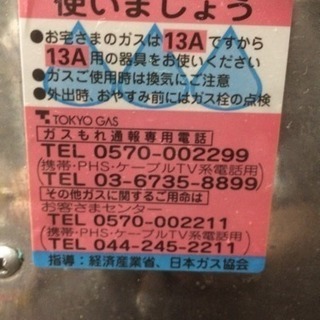 使いましょう
●お宅さまのガスは13Aですから
13A用の器具をお使いください
●ガスご使用時は換気にご注意
●外出時、おやすみ前にはガス栓の点検
TOKYO GAS
ガスもれ通報専用電話
TEL 0570-002299
(携帯・PHS・ケーブルTV系電話用)
TEL 03-6735-8899
その他ガスに関するご用命は
お客さまセンター
TEL 0570-002211
(携帯・PHS・ケーブルTV系電話用)
TEL 044-245-2211
指導：経済産業省、日本ガス協会